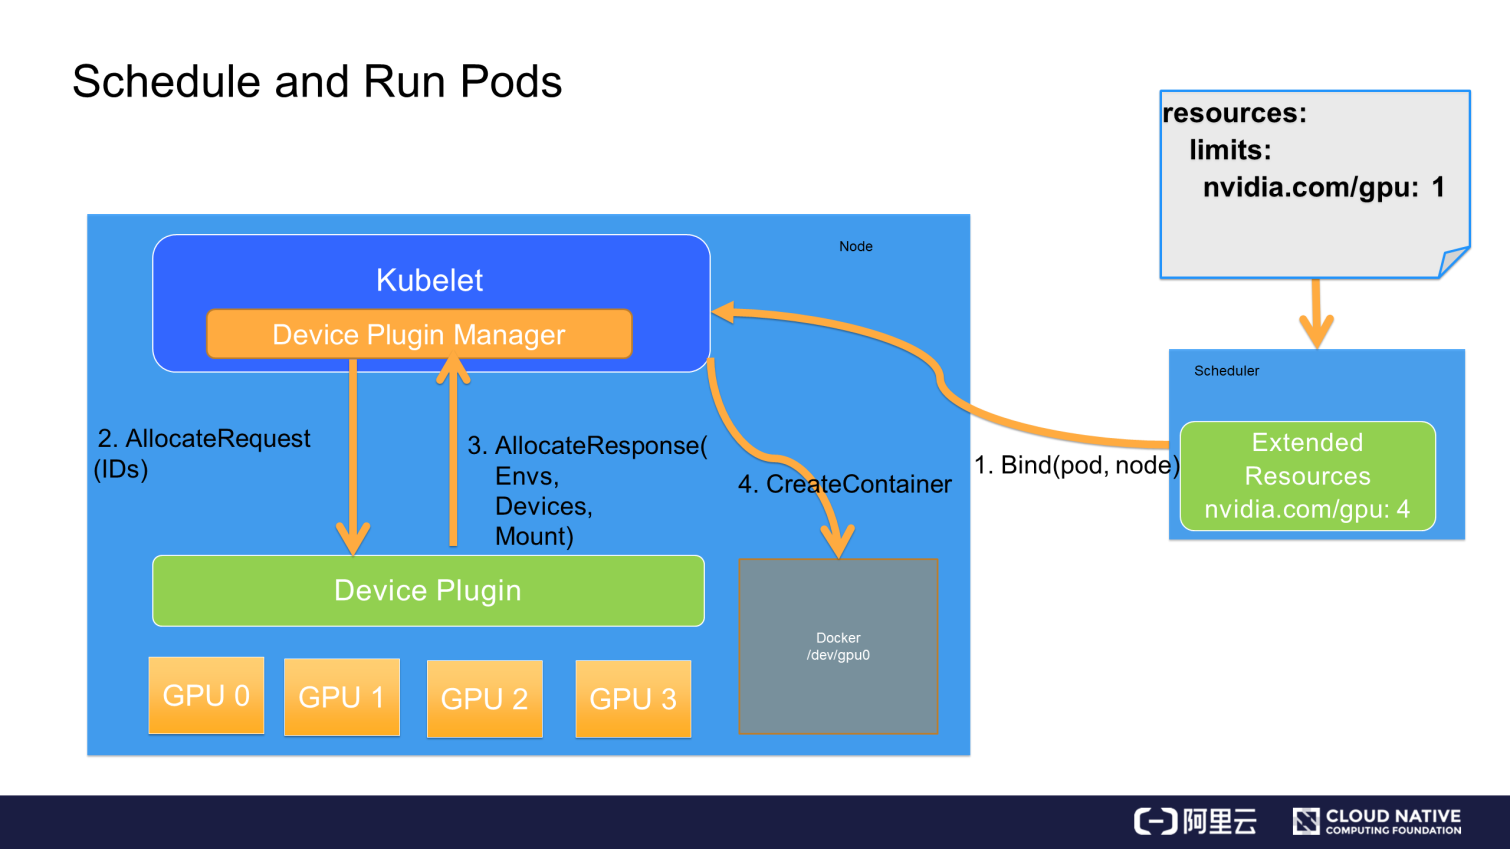 Schedule and Run Pods
resources:
limits:
nvidia.com/gpu: 1
Node
Kubelet
Device Plugin Manager
Scheduler
Extended
Resources
nvidia.com/gpu: 4
1. Bind(pod, node)
2. AllocateRequest
(IDs)
3. AllocateResponse(
Envs,
Devices,
Mount)
4. CreateContainer
Device Plugin
Docker
/dev/gpu0
GPU 0
GPU 1
GPU 2
GPU 3
阿里云
CLOUD NATIVE
COMPUTING FOUNDATION